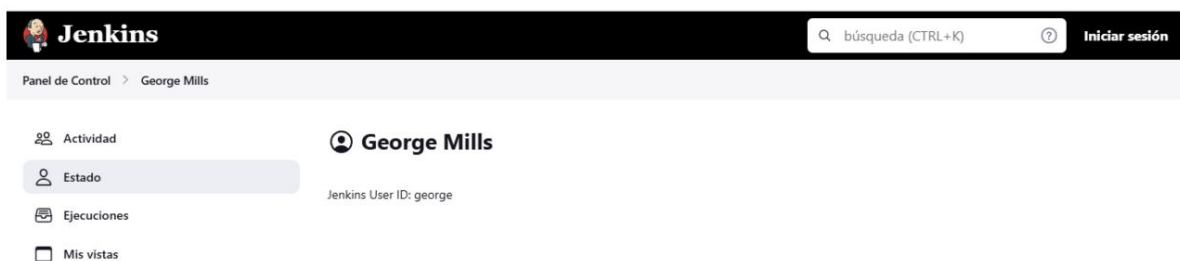 Jenkins
búsqueda (CTRL+K)
Iniciar sesión
Panel de Control > George Mills
Actividad
Estado
Ejecuciones
Mis vistas
George Mills
Jenkins User ID: george